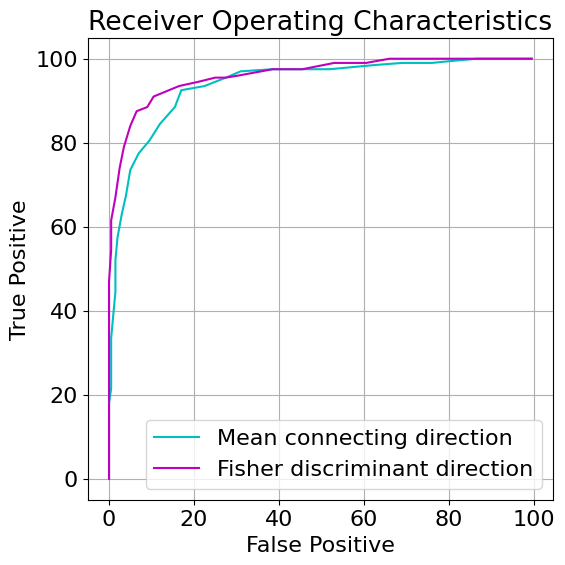 Receiver Operating Characteristics
100
80
60
40
20
0
True Positive
Mean connecting direction
Fisher discriminant direction
0 20 40 60 80 100
False Positive